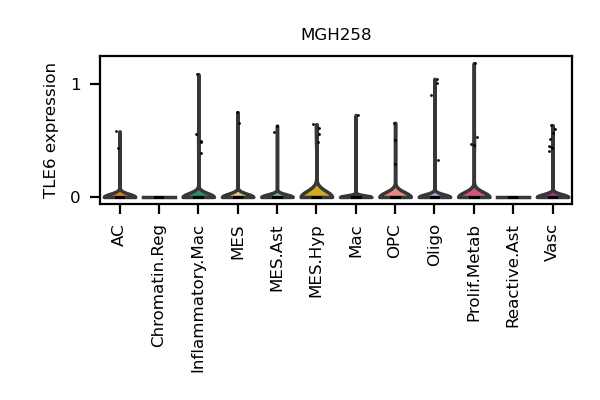 MGH258
TLE6 expression
1
0
AC
Chromatin.Reg
Inflammatory.Mac
MES
MES.Ast
MES.Hyp
Mac
OPC
Oligo
Prolif.Metab
Reactive.Ast
Vasc